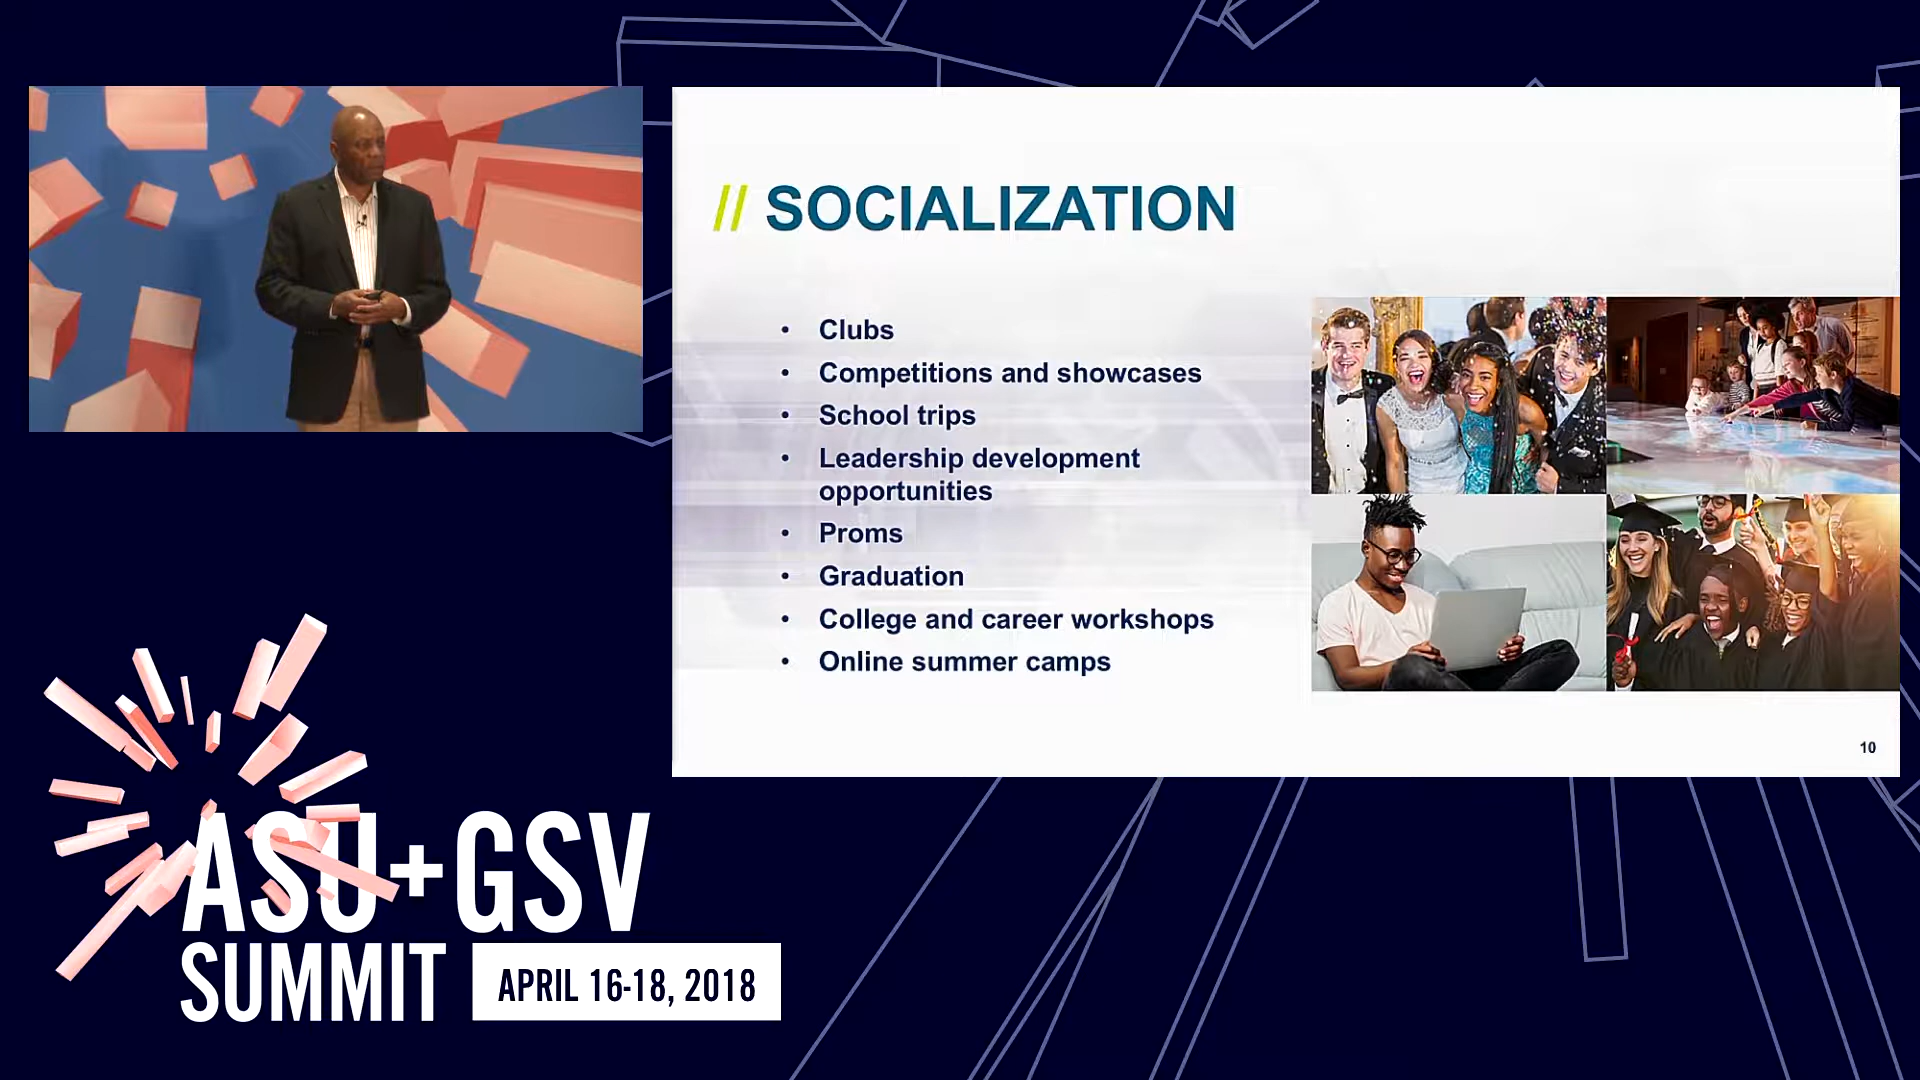 // SOCIALIZATION
• Clubs
• Competitions and showcases
• School trips
• Leadership development
opportunities
• Proms
• Graduation
• College and career workshops
• Online summer camps
10
ASU+GSV
SUMMIT
APRIL 16-18, 2018